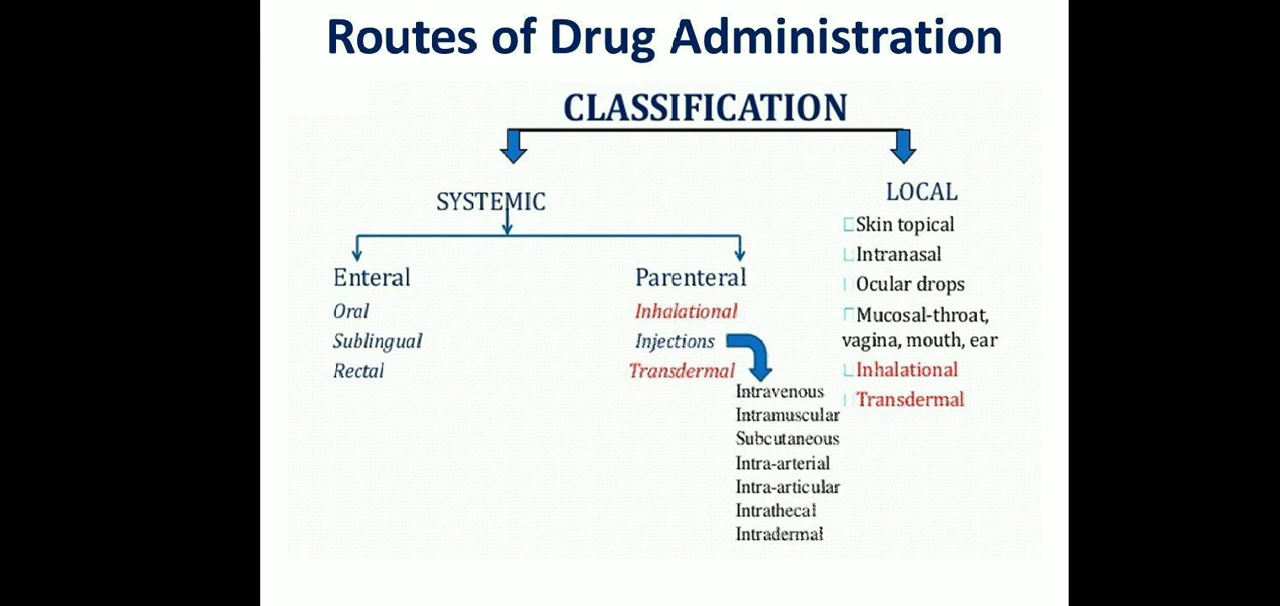 Routes of Drug Administration
CLASSIFICATION
SYSTEMIC
Enteral
Oral
Sublingual
Rectal
Parenteral
Inhalational
Injections
Transdermal
Intravenous
Intramuscular
Subcutaneous
Intra-arterial
Intra-articular
Intrathecal
Intradermal
LOCAL
Skin topical
Intranasal
Ocular drops
Mucosal-throat,
vagina, mouth, ear
Inhalational
Transdermal